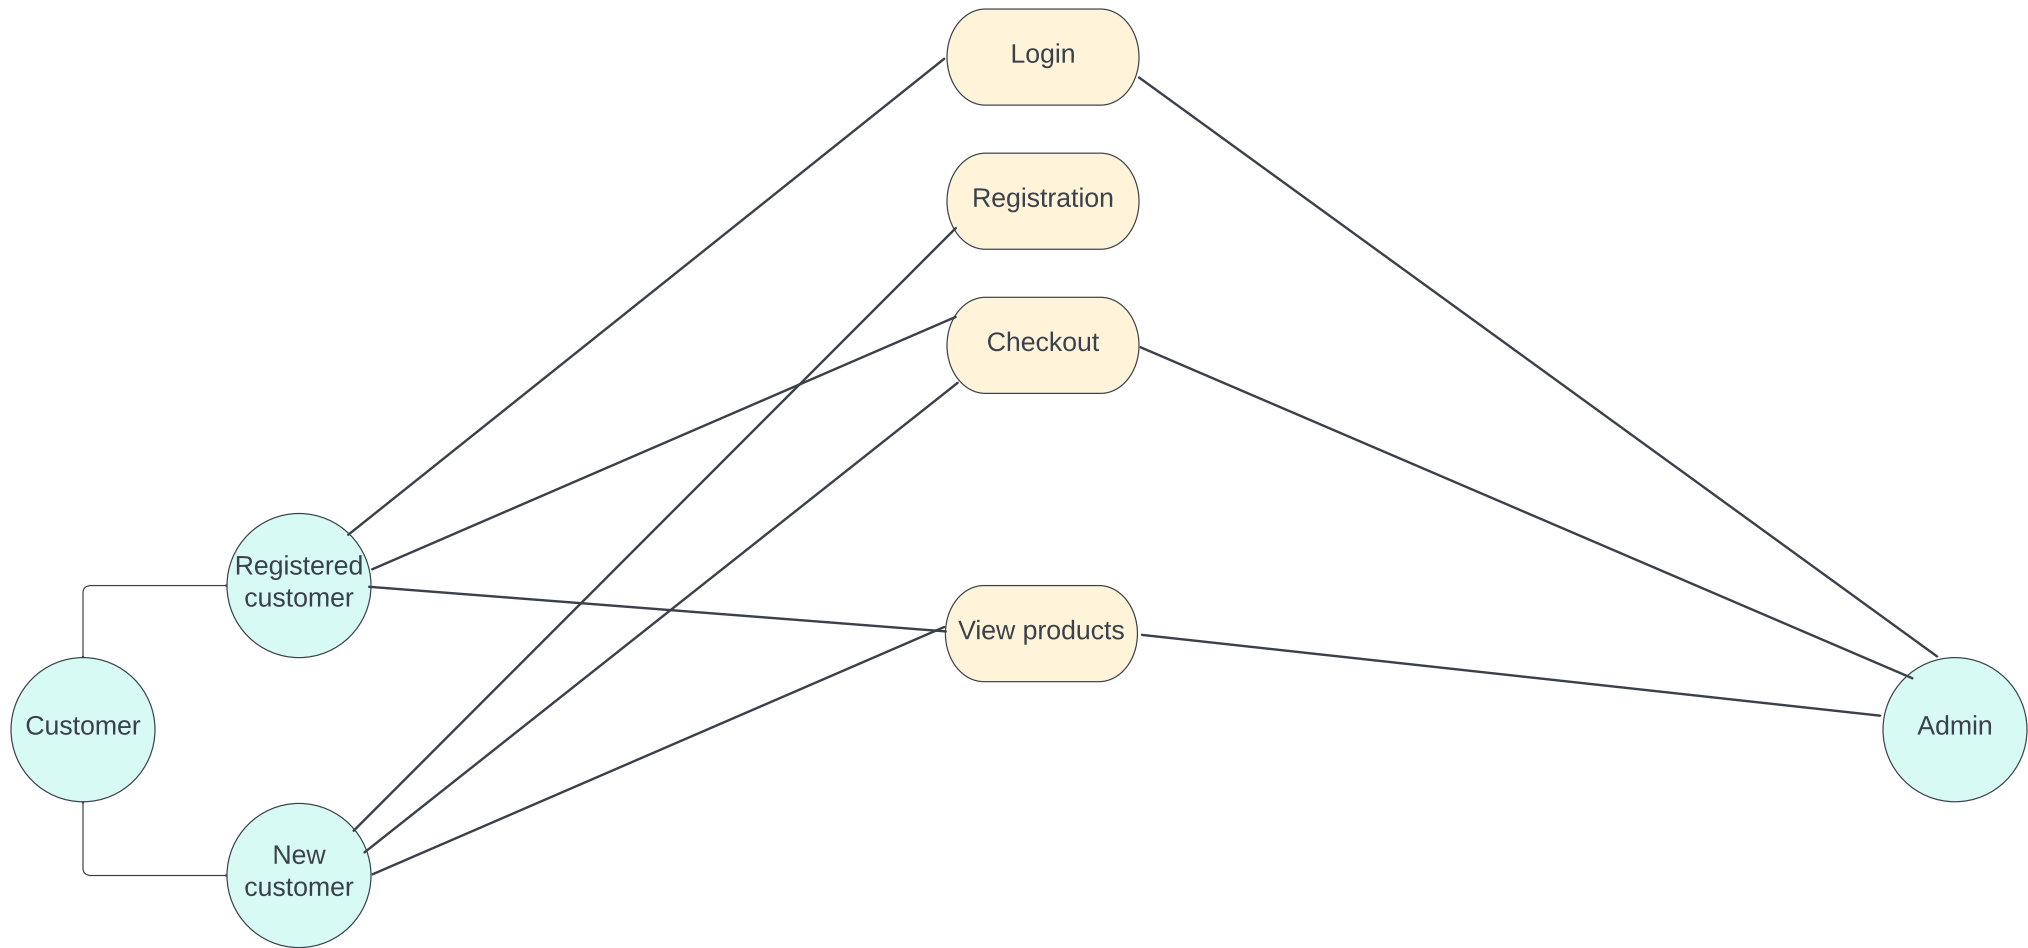 Login
Registration
Checkout
Registered
customer
View products
Customer
Admin
New
customer